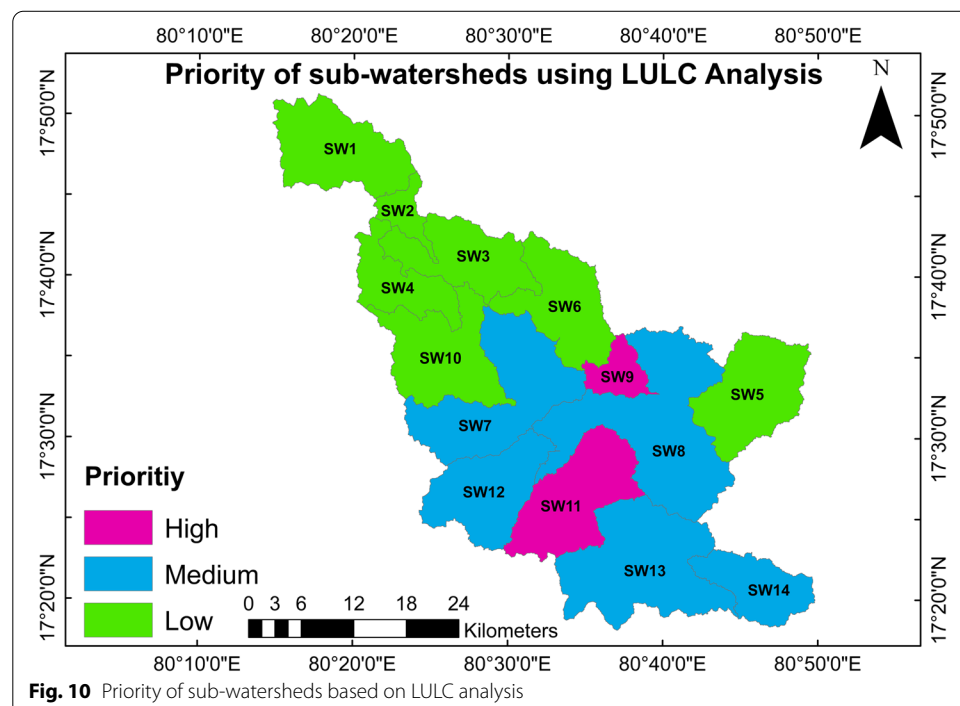 80°10'0"E 80°20'0"E 80°30'0"E 80°40'0"E 80°50'0"E
Priority of sub-watersheds using LULC Analysis
N
17°50'0"N 17°50'0"N
SW1
SW2
SW3
17°40'0"N 17°40'0"N
SW4
SW6
SW10
SW9
SW5
SW7
17°30'0"N 17°30'0"N
SW8
Prioritiy
SW12
SW11
High
Medium
SW13
SW14
17°20'0"N 17°20'0"N
Low
0 3 6 12 18 24
Kilometers
80°10'0"E 80°20'0"E 80°30'0"E 80°40'0"E 80°50'0"E
Fig. 10 Priority of sub-watersheds based on LULC analysis